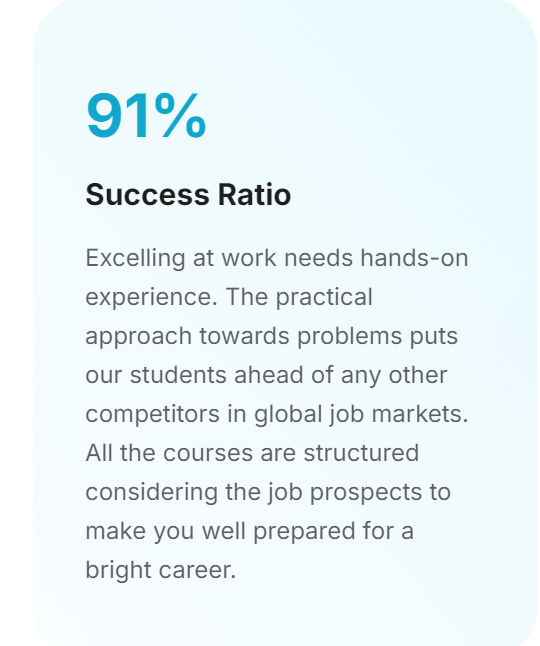 91%
Success Ratio
Excelling at work needs hands-on
experience. The practical
approach towards problems puts
our students ahead of any other
competitors in global job markets.
All the courses are structured
considering the job prospects to
make you well prepared for a
bright career.